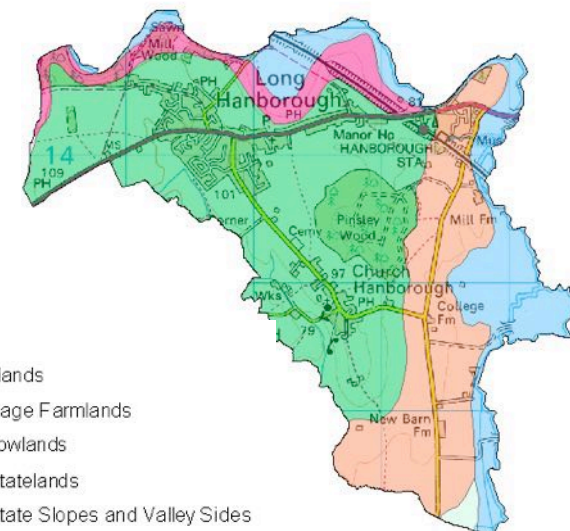 Sawn
Mill
Wood
PH
Long
Hanborough
PH
P
81
Manor Ho
HANBOROUGH
STA
14
109
PH
101
Mill Fm
Pinsley
Wood
Cemy
97
Church
Hanborough
PH
Wks
79
College
Fm
New Barn
Fm
lands
age Farmlands
owlands
tatelands
tate Slopes and Valley Sides